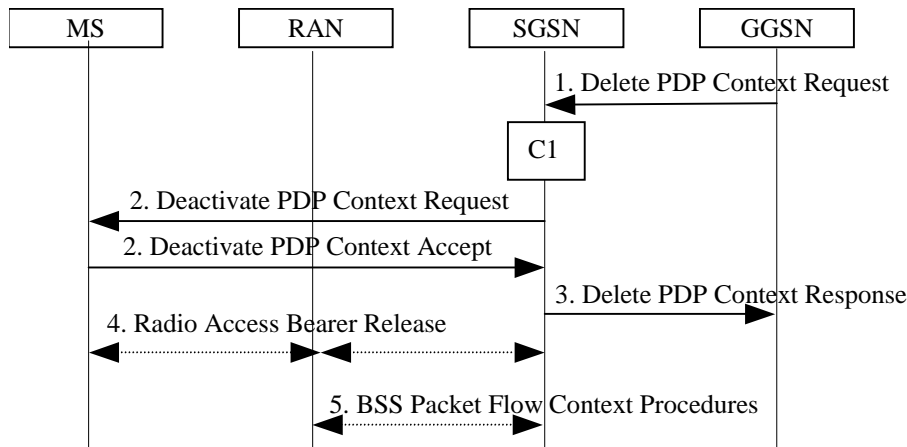 MS RAN SGSN GGSN
1. Delete PDP Context Request
C1
2. Deactivate PDP Context Request
2. Deactivate PDP Context Accept
3. Delete PDP Context Response
4. Radio Access Bearer Release
5. BSS Packet Flow Context Procedures